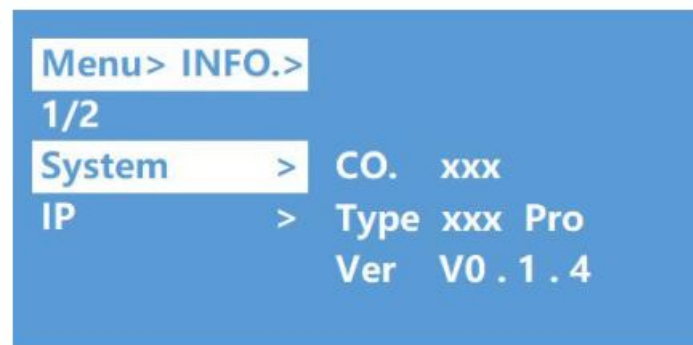 Menu> INFO.>
1/2
System > CO. xxx
IP > Type xxx Pro
Ver V0 . 1 . 4